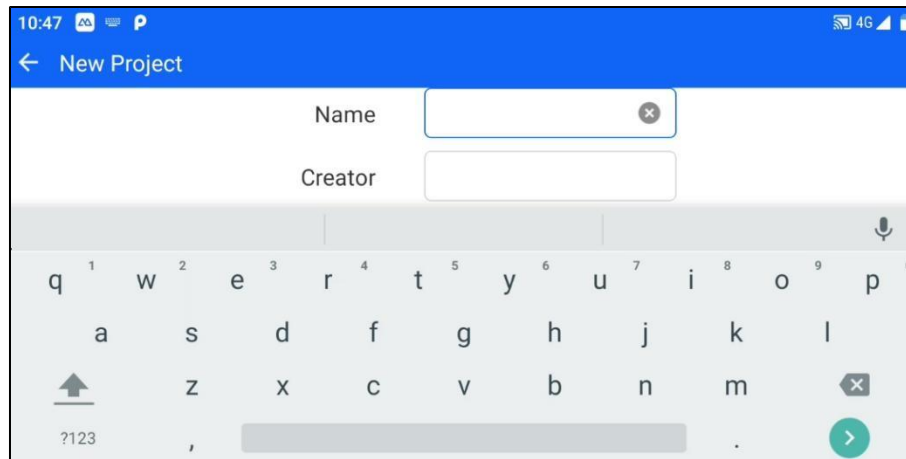 10:47 4G
New Project
Name
Creator
q 1 w 2 e 3 r 4 t 5 y 6 u 7 i 8 o 9 p
a s d f g h j k l
z x c v b n m
?123 , .